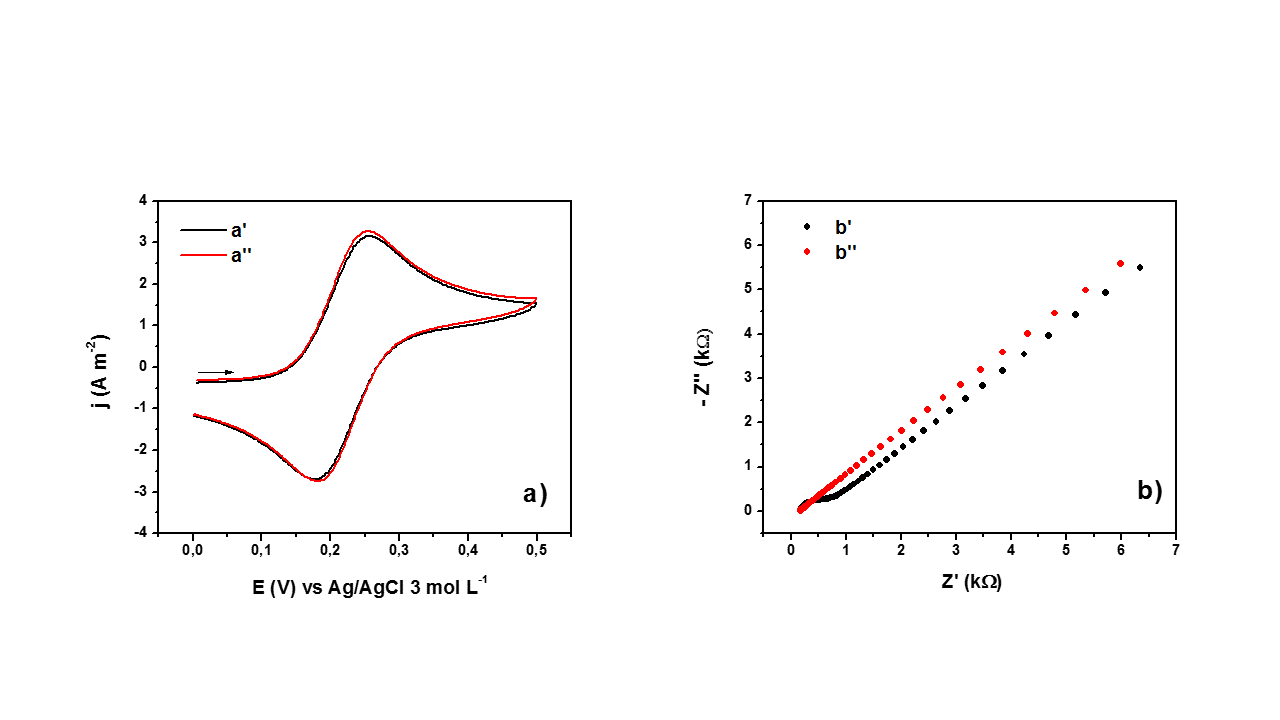 4
3
2
1
0
-1
-2
-3
-4
j (A m⁻²)
a'
a''
a)
0,0 0,1 0,2 0,3 0,4 0,5
E (V) vs Ag/AgCl 3 mol L⁻¹
7
6
5
4
3
2
1
0
- Z'' (kΩ)
b'
b''
b)
0 1 2 3 4 5 6 7
Z' (kΩ)